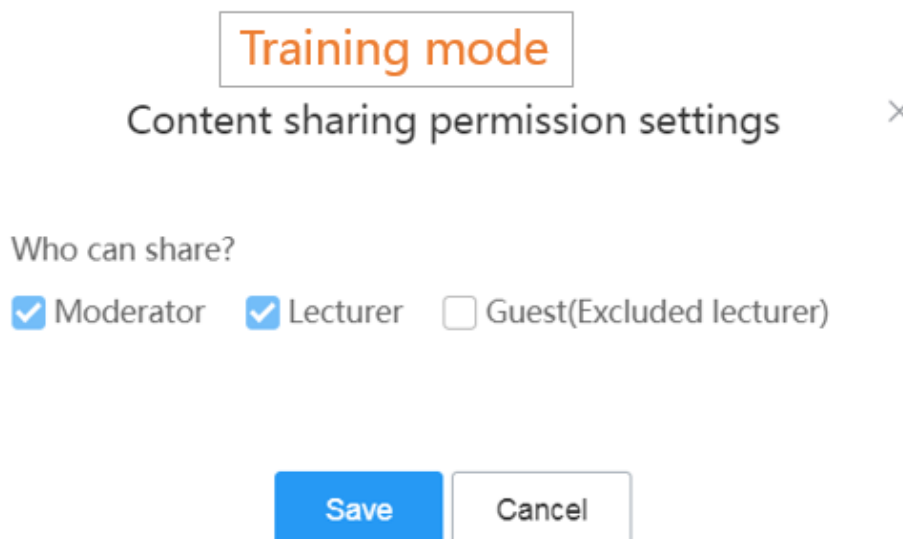 Training mode
Content sharing permission settings
Who can share?
Moderator Lecturer Guest(Excluded lecturer)
Save Cancel